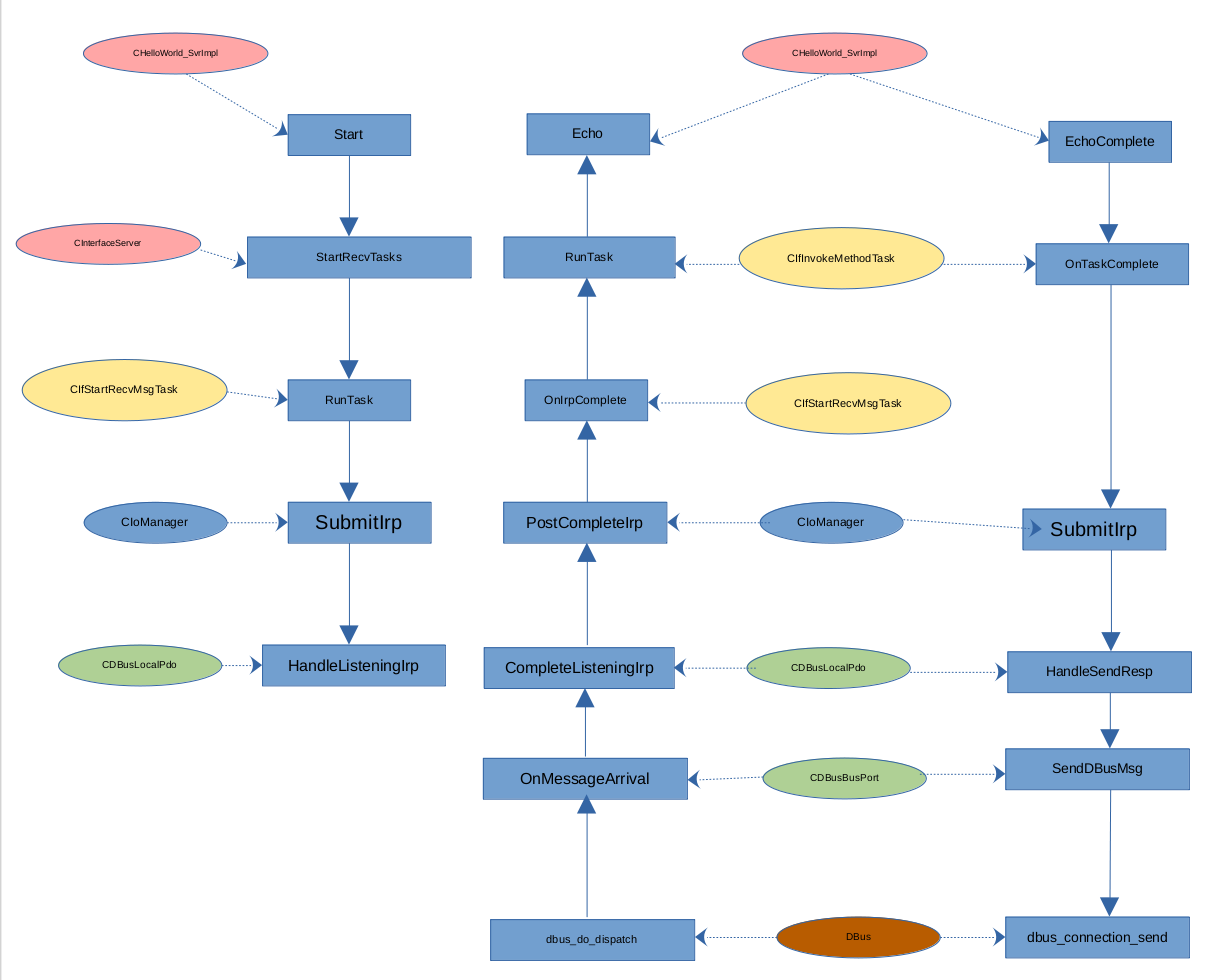 CHelloWorld_SvrImpl
CHelloWorld_SvrImpl
Start
Echo
EchoComplete
CInterfaceServer
StartRecvTasks
RunTask
CIfInvokeMethodTask
OnTaskComplete
CIfStartRecvMsgTask
RunTask
OnIrpComplete
CIfStartRecvMsgTask
CIoManager
SubmitIrp
PostCompleteIrp
CIoManager
SubmitIrp
CDBusLocalPdo
HandleListeningIrp
CompleteListeningIrp
CDBusLocalPdo
HandleSendResp
OnMessageArrival
CDBusBusPort
SendDBusMsg
dbus_do_dispatch
DBus
dbus_connection_send